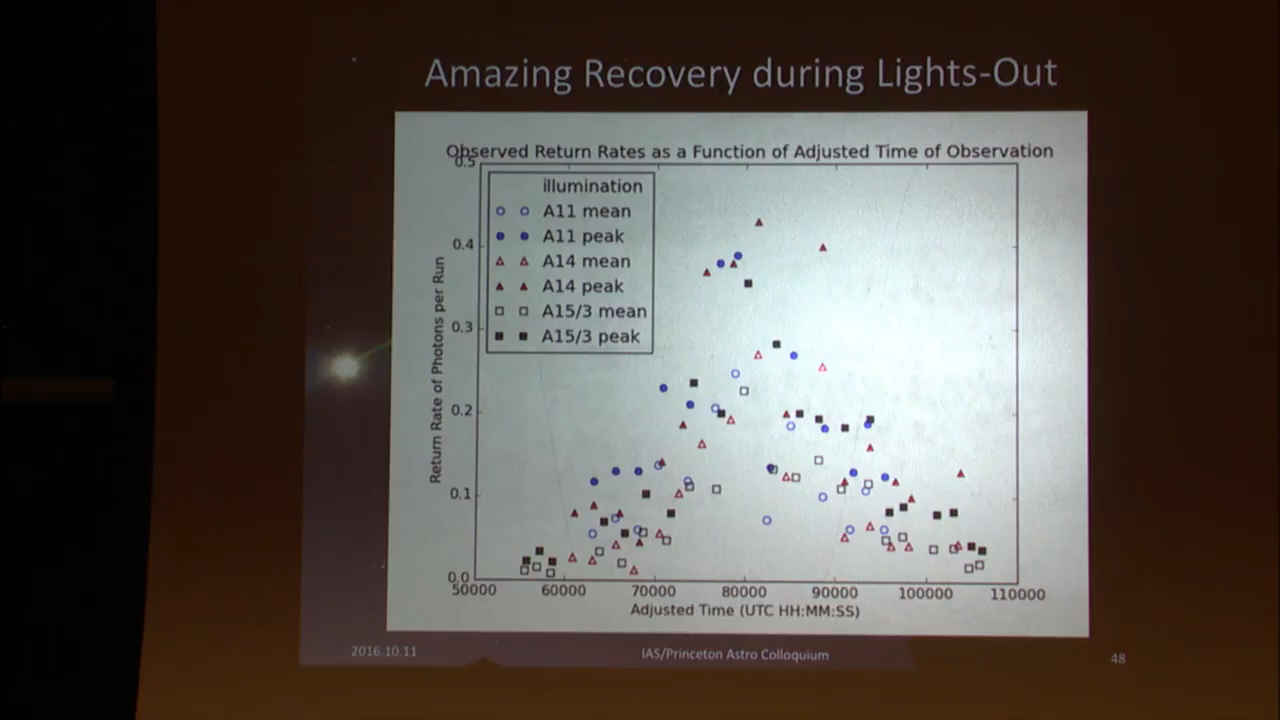 Amazing Recovery during Lights-Out
Observed Return Rates as a Function of Adjusted Time of Observation
0.5
0.4
0.3
0.2
0.1
0.0
Return Rate of Photons per Run
illumination
A11 mean
A11 peak
A14 mean
A14 peak
A15/3 mean
A15/3 peak
50000 60000 70000 80000 90000 100000 110000
Adjusted Time (UTC HH:MM:SS)
2016.10.11 IAS/Princeton Astro Colloquium 48